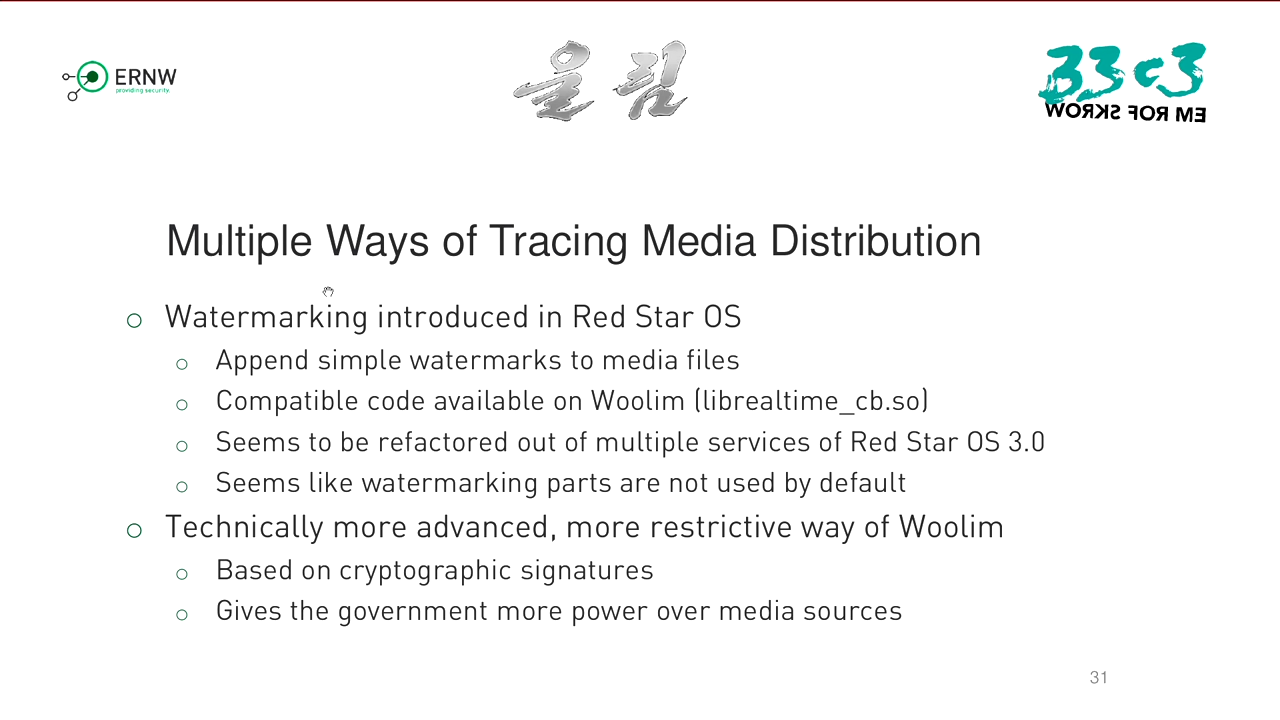 ERNW
providing security.
울림
33c3
WORKS FOR ME
Multiple Ways of Tracing Media Distribution
Watermarking introduced in Red Star OS
Append simple watermarks to media files
Compatible code available on Woolim (librealtime_cb.so)
Seems to be refactored out of multiple services of Red Star OS 3.0
Seems like watermarking parts are not used by default
Technically more advanced, more restrictive way of Woolim
Based on cryptographic signatures
Gives the government more power over media sources
31